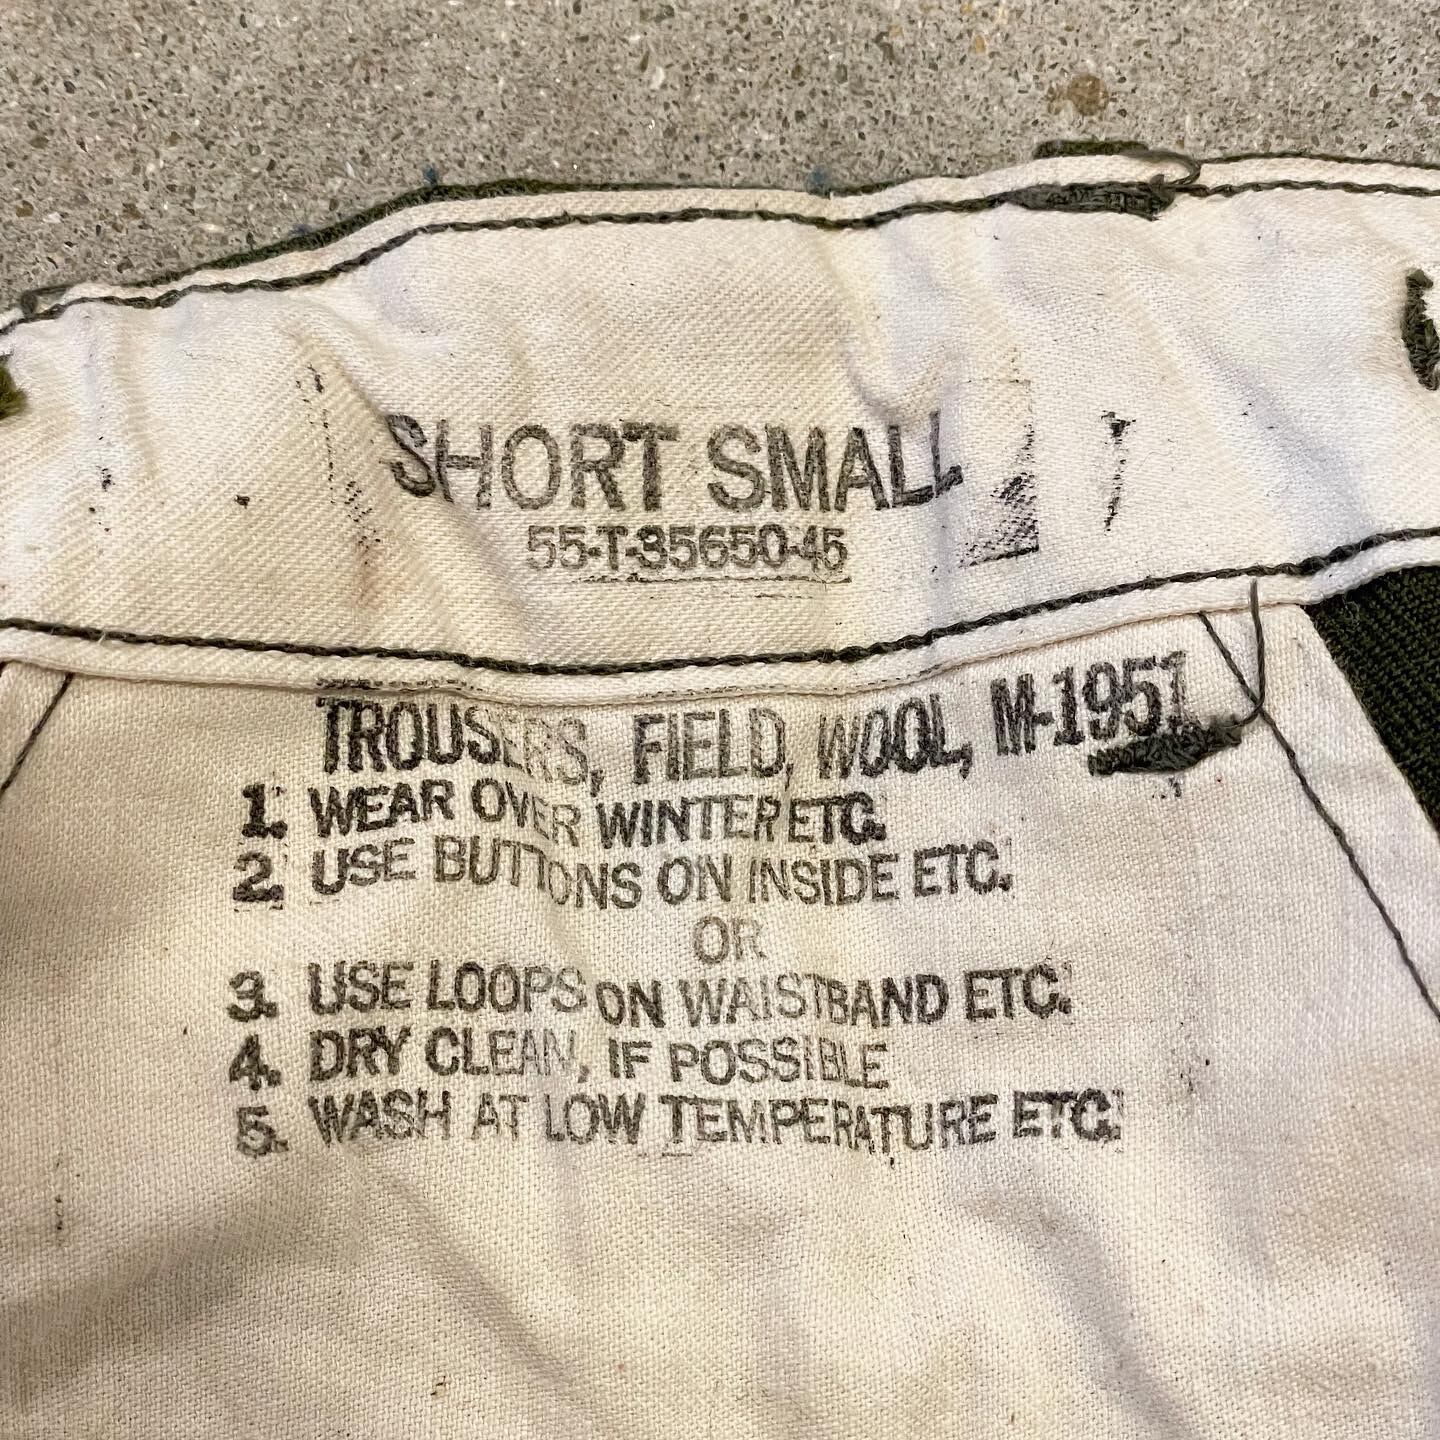 SHORT SMALL
55-T-35650-45
TROUSERS, FIELD, WOOL, M-1951
1. WEAR OVER WINTER ETC.
2. USE BUTTONS ON INSIDE ETC.
OR
3. USE LOOPS ON WAISTBAND ETC.
4. DRY CLEAN, IF POSSIBLE
5. WASH AT LOW TEMPERATURE ETC.